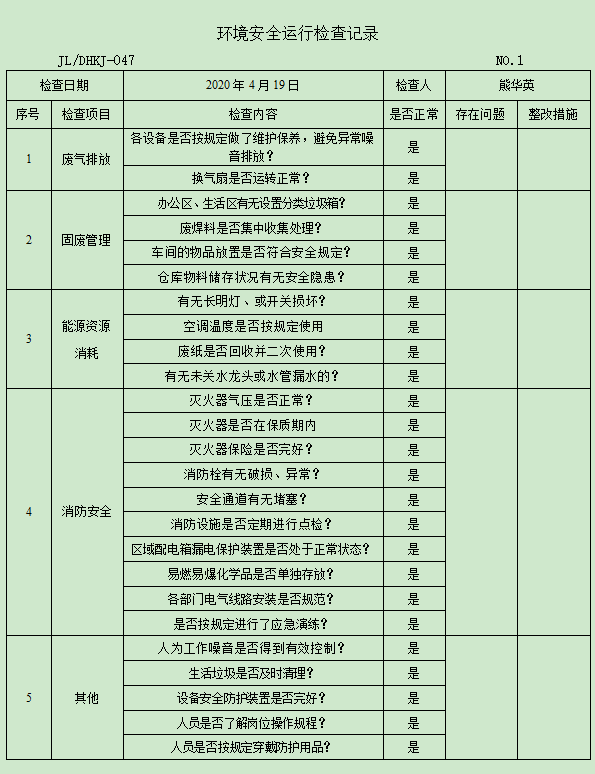 环境安全运行检查记录
JL/DHKJ-047 NO.1
检查日期 2020年4月19日 检查人 熊华英
序号 检查项目 检查内容 是否正常 存在问题 整改措施
1 废气排放 各设备是否按规定做了维护保养，避免异常噪
音排放？ 是
换气扇是否运转正常？ 是
2 固废管理 办公区、生活区有无设置分类垃圾箱？ 是
废焊料是否集中收集处理？ 是
车间的物品放置是否符合安全规定？ 是
仓库物料储存状况有无安全隐患？ 是
3 能源资源
消耗 有无长明灯、或开关损坏？ 是
空调温度是否按规定使用 是
废纸是否回收并二次使用？ 是
有无未关水龙头或水管漏水的？ 是
4 消防安全 灭火器气压是否正常？ 是
灭火器是否在保质期内 是
灭火器保险是否完好？ 是
消防栓有无破损、异常？ 是
安全通道有无堵塞？ 是
消防设施是否定期进行点检？ 是
区域配电箱漏电保护装置是否处于正常状态？ 是
易燃易爆化学品是否单独存放？ 是
各部门电气线路安装是否规范？ 是
是否按规定进行了应急演练？ 是
5 其他 人为工作噪音是否得到有效控制？ 是
生活垃圾是否及时清理？ 是
设备安全防护装置是否完好？ 是
人员是否了解岗位操作规程？ 是
人员是否按规定穿戴防护用品？ 是